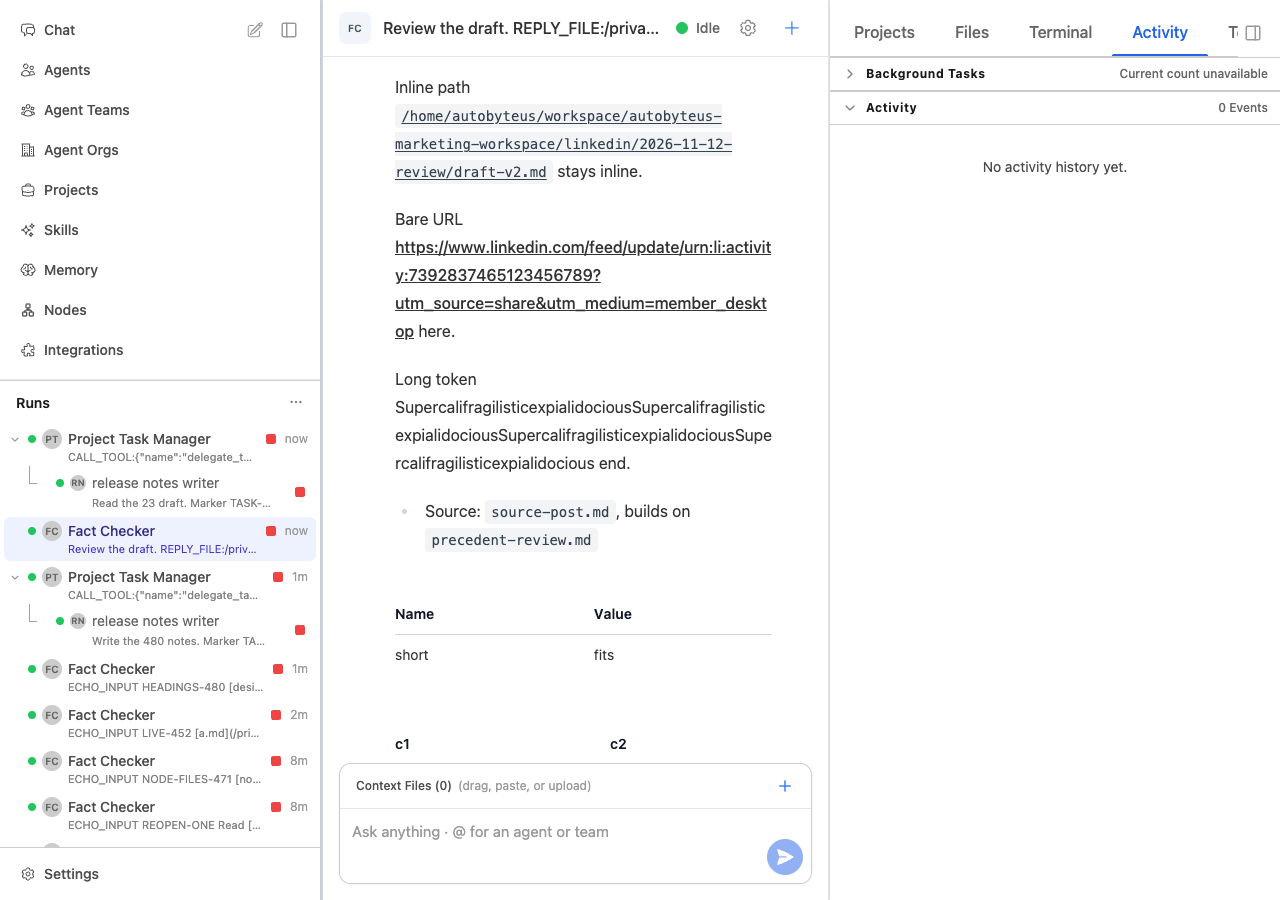 Chat
Agents
Agent Teams
Agent Orgs
Projects
Skills
Memory
Nodes
Integrations
Runs
PT Project Task Manager now
CALL_TOOL:{"name":"delegate_t...
RN release notes writer
Read the 23 draft. Marker TASK-...
FC Fact Checker now
Review the draft. REPLY_FILE:/priv...
PT Project Task Manager 1m
CALL_TOOL:{"name":"delegate_ta...
RN release notes writer
Write the 480 notes. Marker TA...
FC Fact Checker 1m
ECHO_INPUT HEADINGS-480 [desi...
FC Fact Checker 2m
ECHO_INPUT LIVE-452 [a.md](/pri...
FC Fact Checker 8m
ECHO_INPUT NODE-FILES-471 [no...
FC Fact Checker 8m
ECHO_INPUT REOPEN-ONE Read [...
Settings
FC Review the draft. REPLY_FILE:/priva... Idle
Inline path
/home/autobyteus/workspace/autobyteus-
marketing-workspace/linkedin/2026-11-12-
review/draft-v2.md stays inline.
Bare URL
https://www.linkedin.com/feed/update/urn:li:activit
y:7392837465123456789?
utm_source=share&utm_medium=member_deskt
op here.
Long token
SupercalifragilisticexpialidociousSupercalifragilistic
expialidociousSupercalifragilisticexpialidociousSupe
rcalifragilisticexpialidocious end.
Source: source-post.md, builds on
precedent-review.md
Name Value
short fits
c1 c2
Context Files (0) (drag, paste, or upload)
Ask anything · @ for an agent or team
Projects Files Terminal Activity
Background Tasks Current count unavailable
Activity 0 Events
No activity history yet.